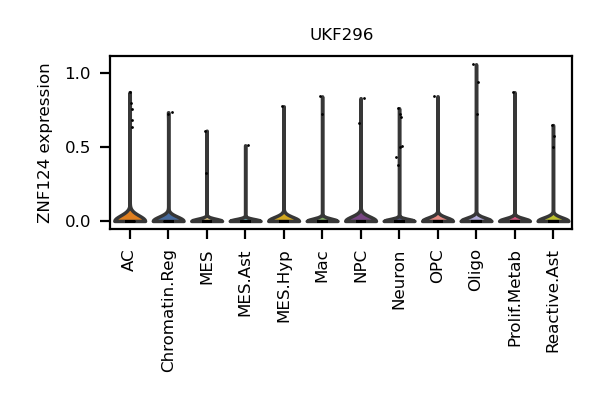 UKF296
ZNF124 expression
1.0
0.5
0.0
AC
Chromatin.Reg
MES
MES.Ast
MES.Hyp
Mac
NPC
Neuron
OPC
Oligo
Prolif.Metab
Reactive.Ast